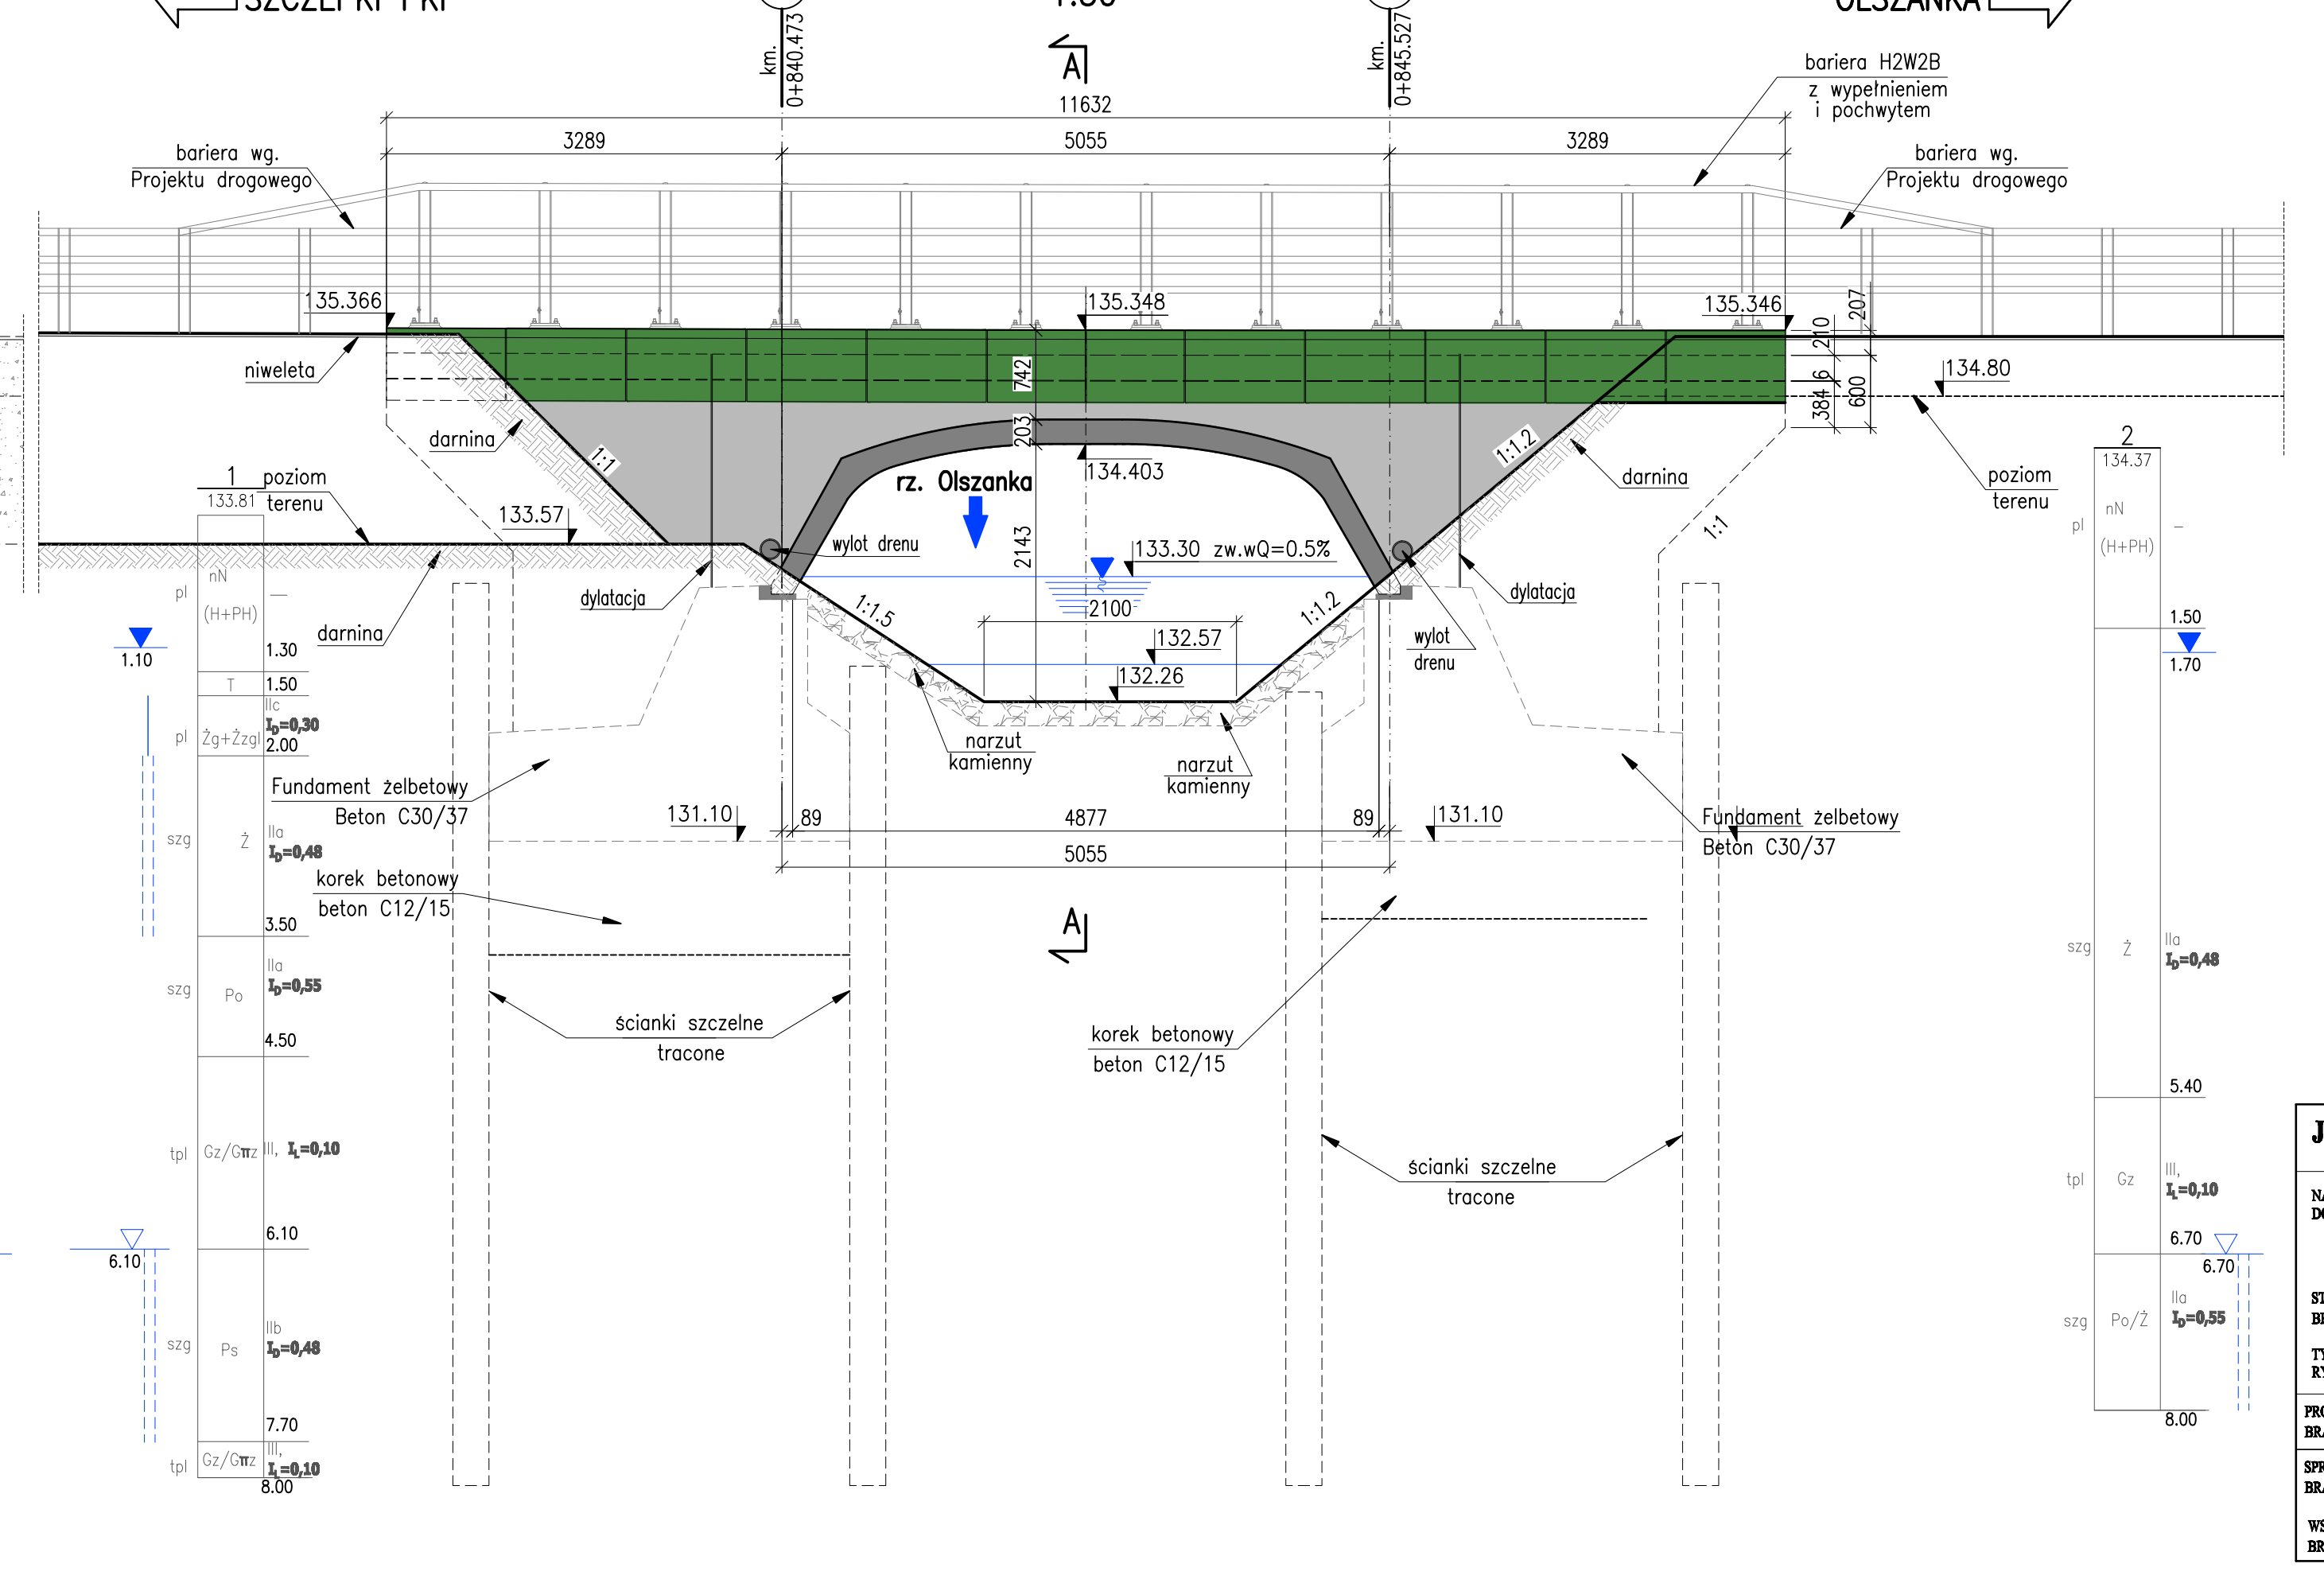 km.
0+840.473
km.
0+845.527
A
11632
3289
5055
3289
bariera H2W2B
z wypełnieniem
i pochwytem
bariera wg.
Projektu drogowego
bariera wg.
Projektu drogowego
135.366
135.348
135.346
207
210
6
384
600
niweleta
742
203
2143
134.80
darnina
1:1
1:1.2
134.403
rz. Olszanka
darnina
poziom
terenu
1:1
1
133.81
poziom
terenu
133.57
wylot drenu
133.30 zw.wQ=0.5%
2
134.37
nN
pl
(H+PH)
–
1.50
1.70
nN
pl
(H+PH)
—
1.30
1.10
T
1.50
IIc
ID=0,30
pl
Żg+Żzgl
2.00
darnina
dylatacja
1:1.5
2100
1:1.2
dylatacja
wylot
drenu
132.57
132.26
narzut
kamienny
narzut
kamienny
Fundament żelbetowy
Beton C30/37
131.10
89
4877
89
131.10
Fundament żelbetowy
Beton C30/37
5055
szg
Ż
IIa
ID=0,48
3.50
korek betonowy
beton C12/15
A
szg
Po
IIa
ID=0,55
4.50
ścianki szczelne
tracone
korek betonowy
beton C12/15
szg
Ż
IIa
ID=0,48
5.40
tpl
Gz/Gπz
III, IL=0,10
6.10
6.10
ścianki szczelne
tracone
tpl
Gz
III,
IL=0,10
6.70
6.70
szg
Ps
IIb
ID=0,48
7.70
szg
Po/Ż
IIa
ID=0,55
8.00
tpl
Gz/Gπz
III,
IL=0,10
8.00